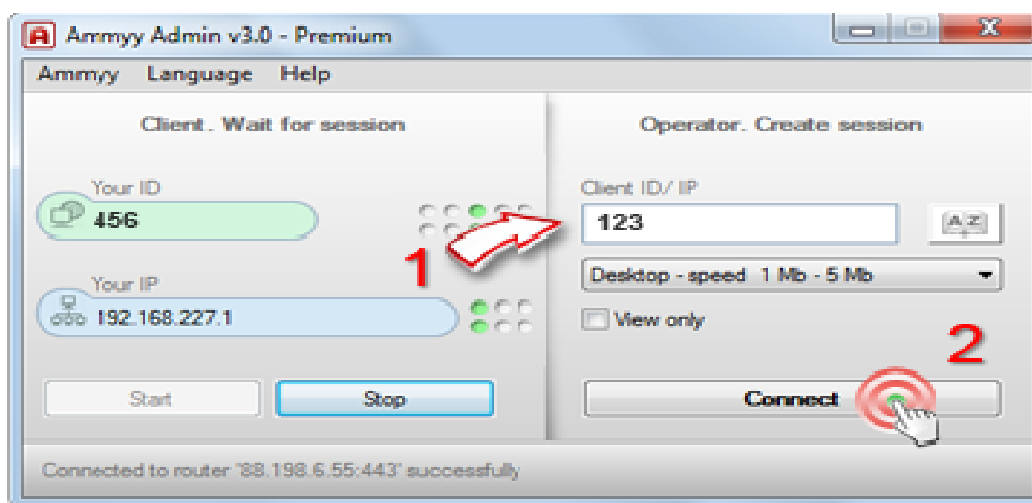 Ammyy Admin v3.0 - Premium
Ammyy Language Help
Client. Wait for session
Your ID
456
Your IP
192.168.227.1
Start Stop
Operator. Create session
Client ID/ IP
123
A Z
Desktop - speed 1 Mb - 5 Mb
View only
Connect
1
2
Connected to router '88.198.6.55:443' successfully